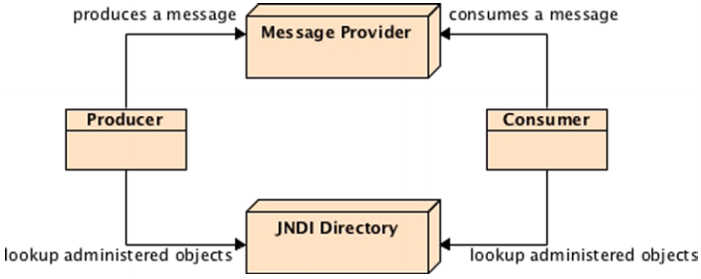 produces a message
consumes a message
Message Provider
Producer
Consumer
JNDI Directory
lookup administered objects
lookup administered objects